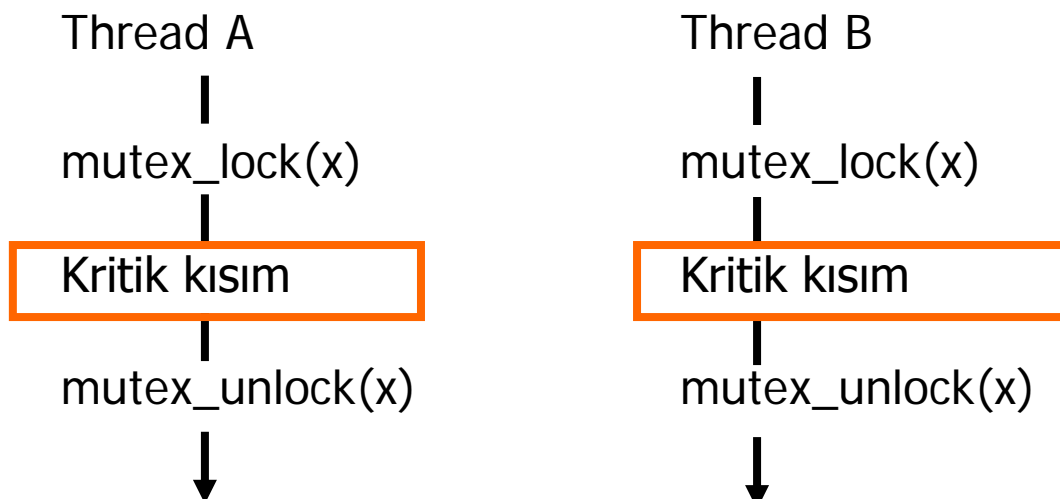 Thread A
mutex_lock(x)
Kritik kısım
mutex_unlock(x)
Thread B
mutex_lock(x)
Kritik kısım
mutex_unlock(x)